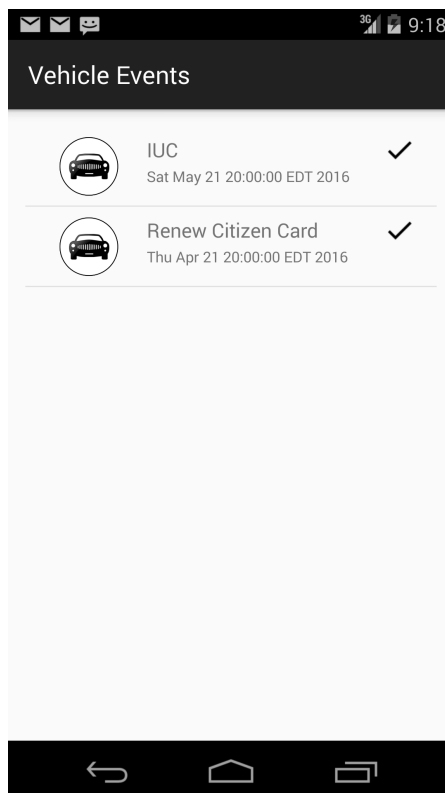 3G 9:18
Vehicle Events
IUC
Sat May 21 20:00:00 EDT 2016
Renew Citizen Card
Thu Apr 21 20:00:00 EDT 2016